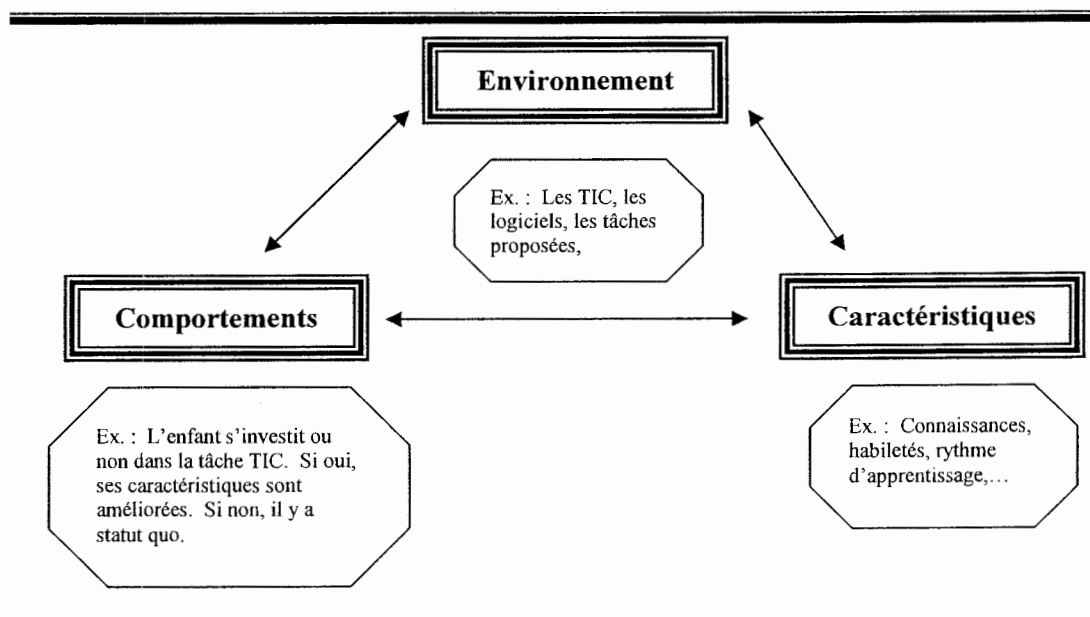 Environnement
Ex. : Les TIC, les
logiciels, les tâches
proposées,
Comportements
Caractéristiques
Ex. : L'enfant s'investit ou
non dans la tâche TIC. Si oui,
ses caractéristiques sont
améliorées. Si non, il y a
statut quo.
Ex. : Connaissances,
habiletés, rythme
d'apprentissage,...